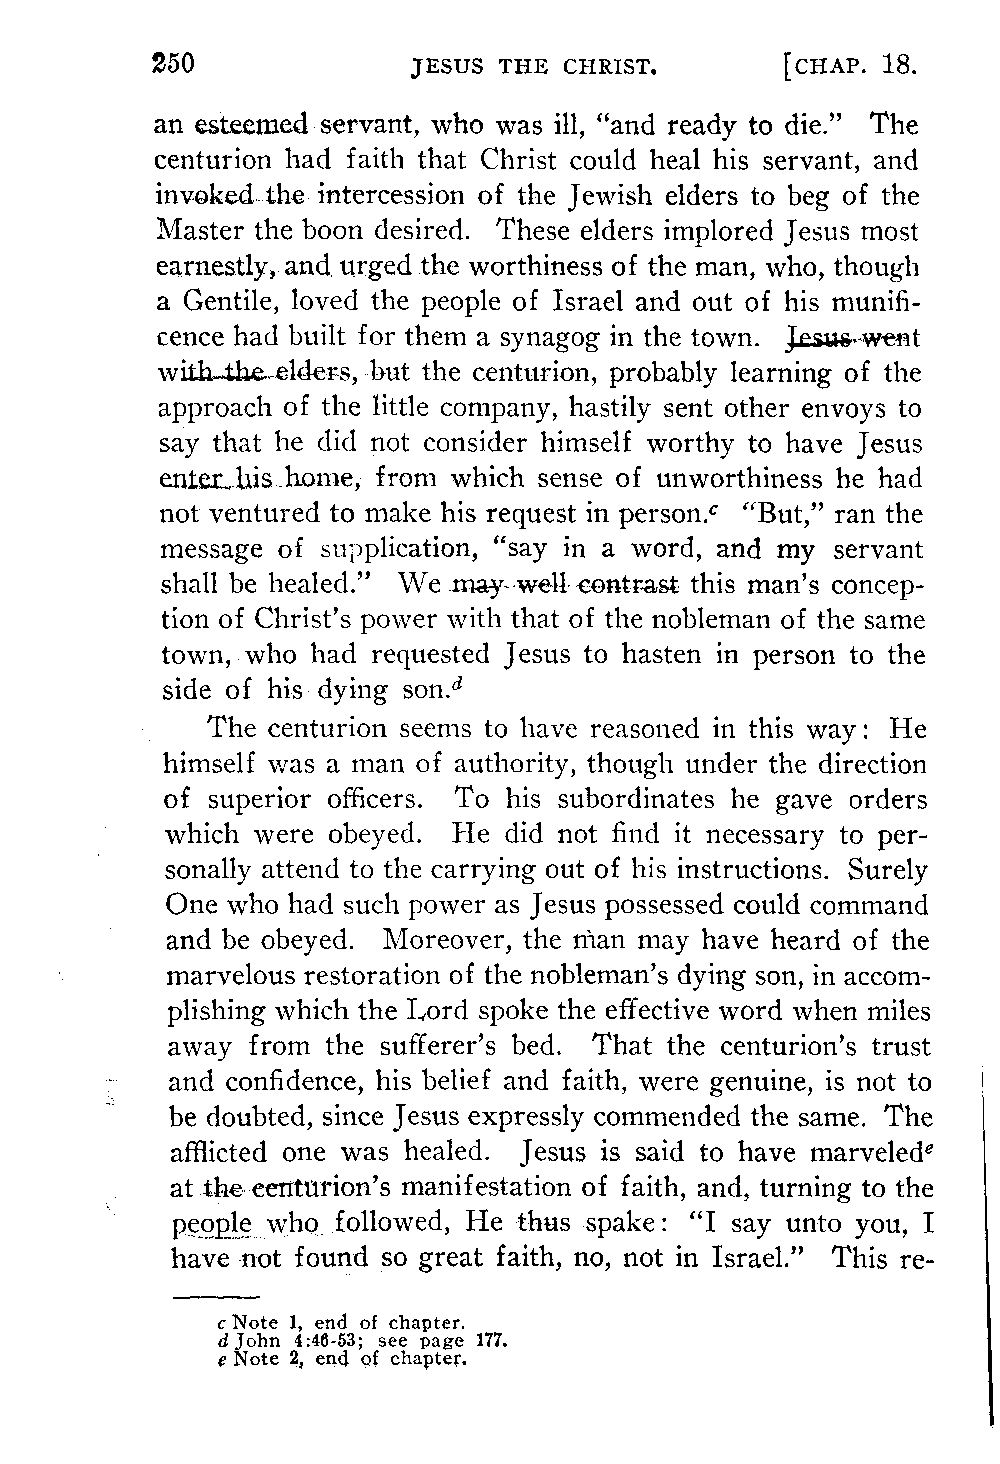 250 JESUS THE CHRIST. [CHAP. 18.
an esteemed servant, who was ill, “and ready to die.” The
centurion had faith that Christ could heal his servant, and
invoked the intercession of the Jewish elders to beg of the
Master the boon desired. These elders implored Jesus most
earnestly, and urged the worthiness of the man, who, though
a Gentile, loved the people of Israel and out of his munifi-
cence had built for them a synagog in the town. Jesus went
with the elders, but the centurion, probably learning of the
approach of the little company, hastily sent other envoys to
say that he did not consider himself worthy to have Jesus
enter his home, from which sense of unworthiness he had
not ventured to make his request in person.c “But,” ran the
message of supplication, “say in a word, and my servant
shall be healed.” We may well contrast this man’s concep-
tion of Christ’s power with that of the nobleman of the same
town, who had requested Jesus to hasten in person to the
side of his dying son.d
The centurion seems to have reasoned in this way: He
himself was a man of authority, though under the direction
of superior officers. To his subordinates he gave orders
which were obeyed. He did not find it necessary to per-
sonally attend to the carrying out of his instructions. Surely
One who had such power as Jesus possessed could command
and be obeyed. Moreover, the man may have heard of the
marvelous restoration of the nobleman’s dying son, in accom-
plishing which the Lord spoke the effective word when miles
away from the sufferer’s bed. That the centurion’s trust
and confidence, his belief and faith, were genuine, is not to
be doubted, since Jesus expressly commended the same. The
afflicted one was healed. Jesus is said to have marvelede
at the centurion’s manifestation of faith, and, turning to the
people who followed, He thus spake: “I say unto you, I
have not found so great faith, no, not in Israel.” This re-
c Note 1, end of chapter.
d John 4:46-53; see page 177.
e Note 2, end of chapter.